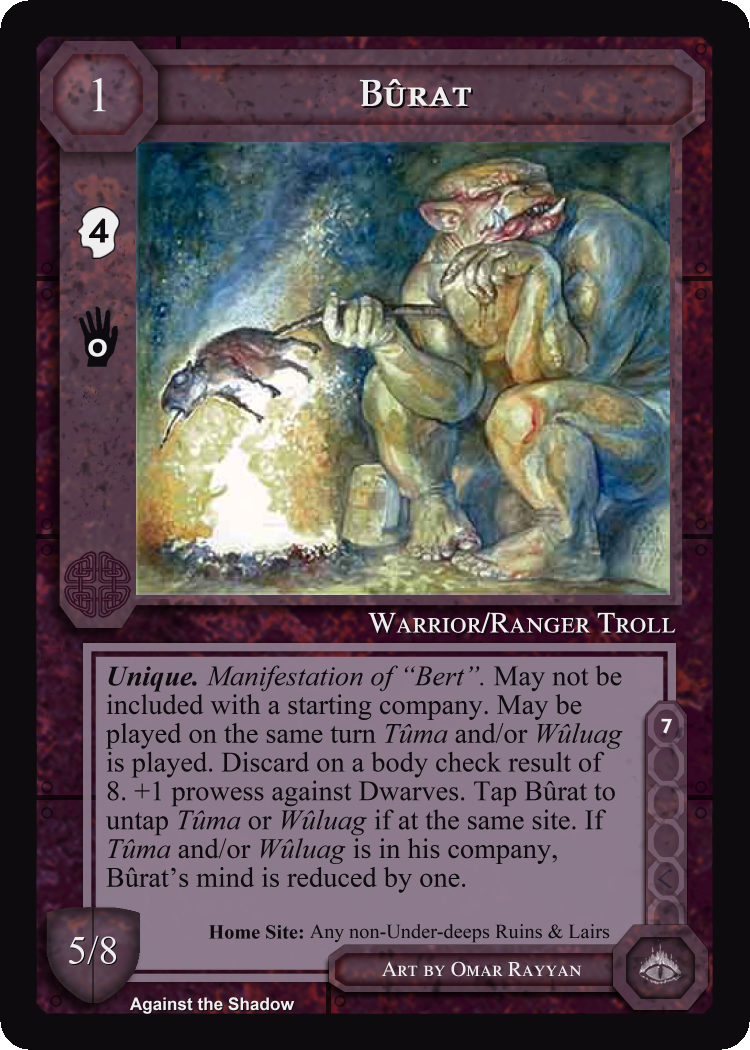 1
BÛRAT
4
0
WARRIOR/RANGER TROLL
Unique. Manifestation of “Bert”. May not be
included with a starting company. May be
played on the same turn Tûma and/or Wûluag
is played. Discard on a body check result of
8. +1 prowess against Dwarves. Tap Bûrat to
untap Tûma or Wûluag if at the same site. If
Tûma and/or Wûluag is in his company,
Bûrat’s mind is reduced by one.
7
Home Site: Any non-Under-deeps Ruins & Lairs
5/8
ART BY OMAR RAYYAN
Against the Shadow